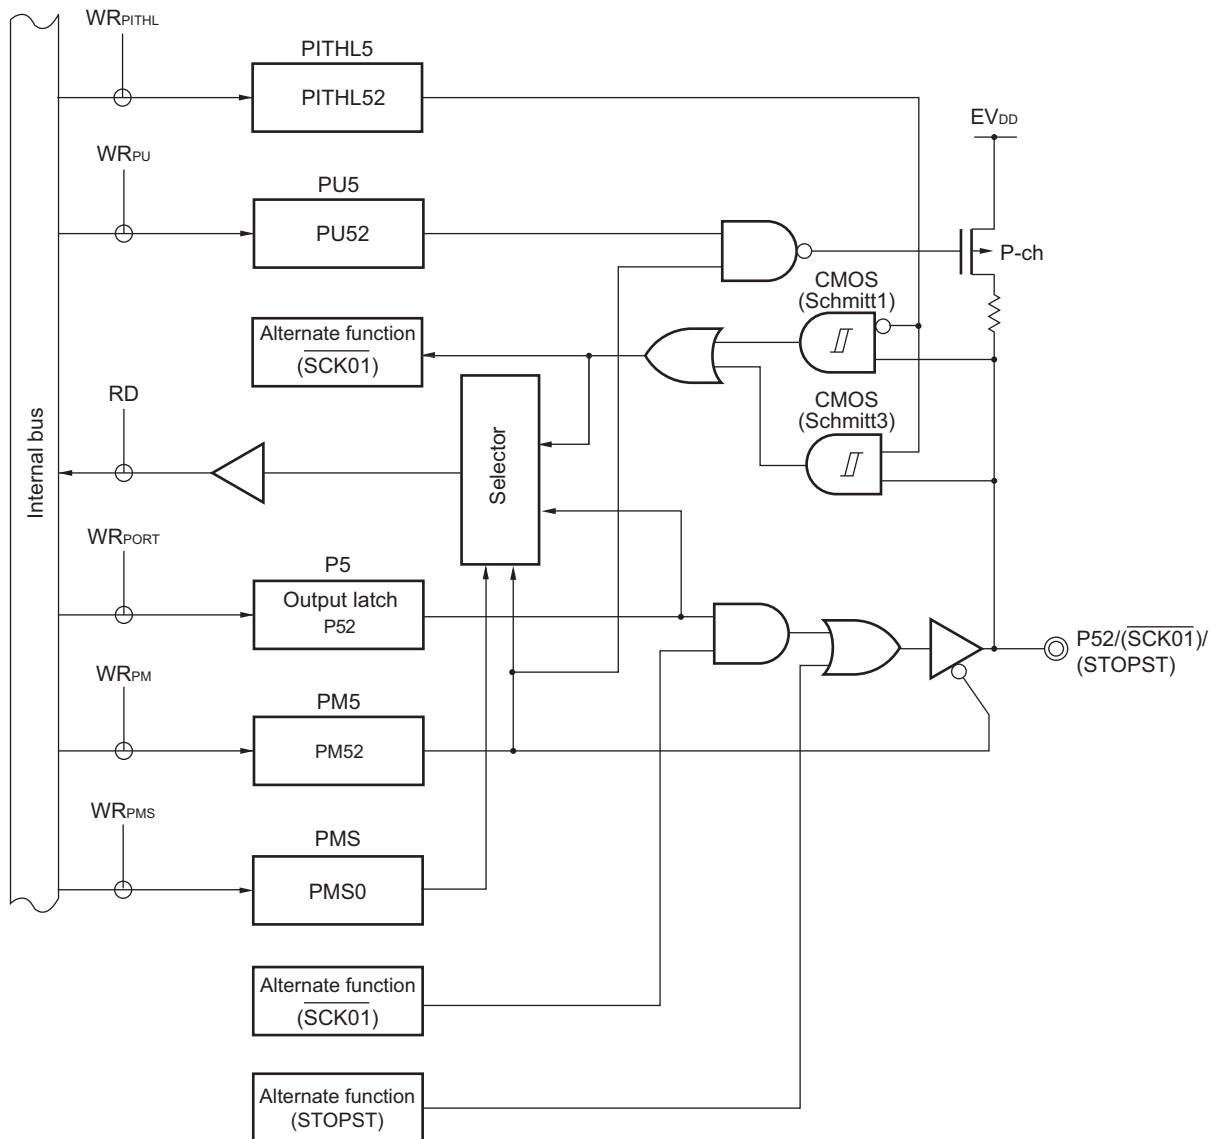 WRPITHL
PITHL5
PITHL52
EVDD
WRPU
PU5
PU52
P-ch
CMOS
(Schmitt1)
Alternate function
(SCK01)
RD
CMOS
(Schmitt3)
Internal bus
Selector
WRPORT
P5
Output latch
P52
P52/(SCK01)/
(STOPST)
WRPM
PM5
PM52
WRPMS
PMS
PMS0
Alternate function
(SCK01)
Alternate function
(STOPST)